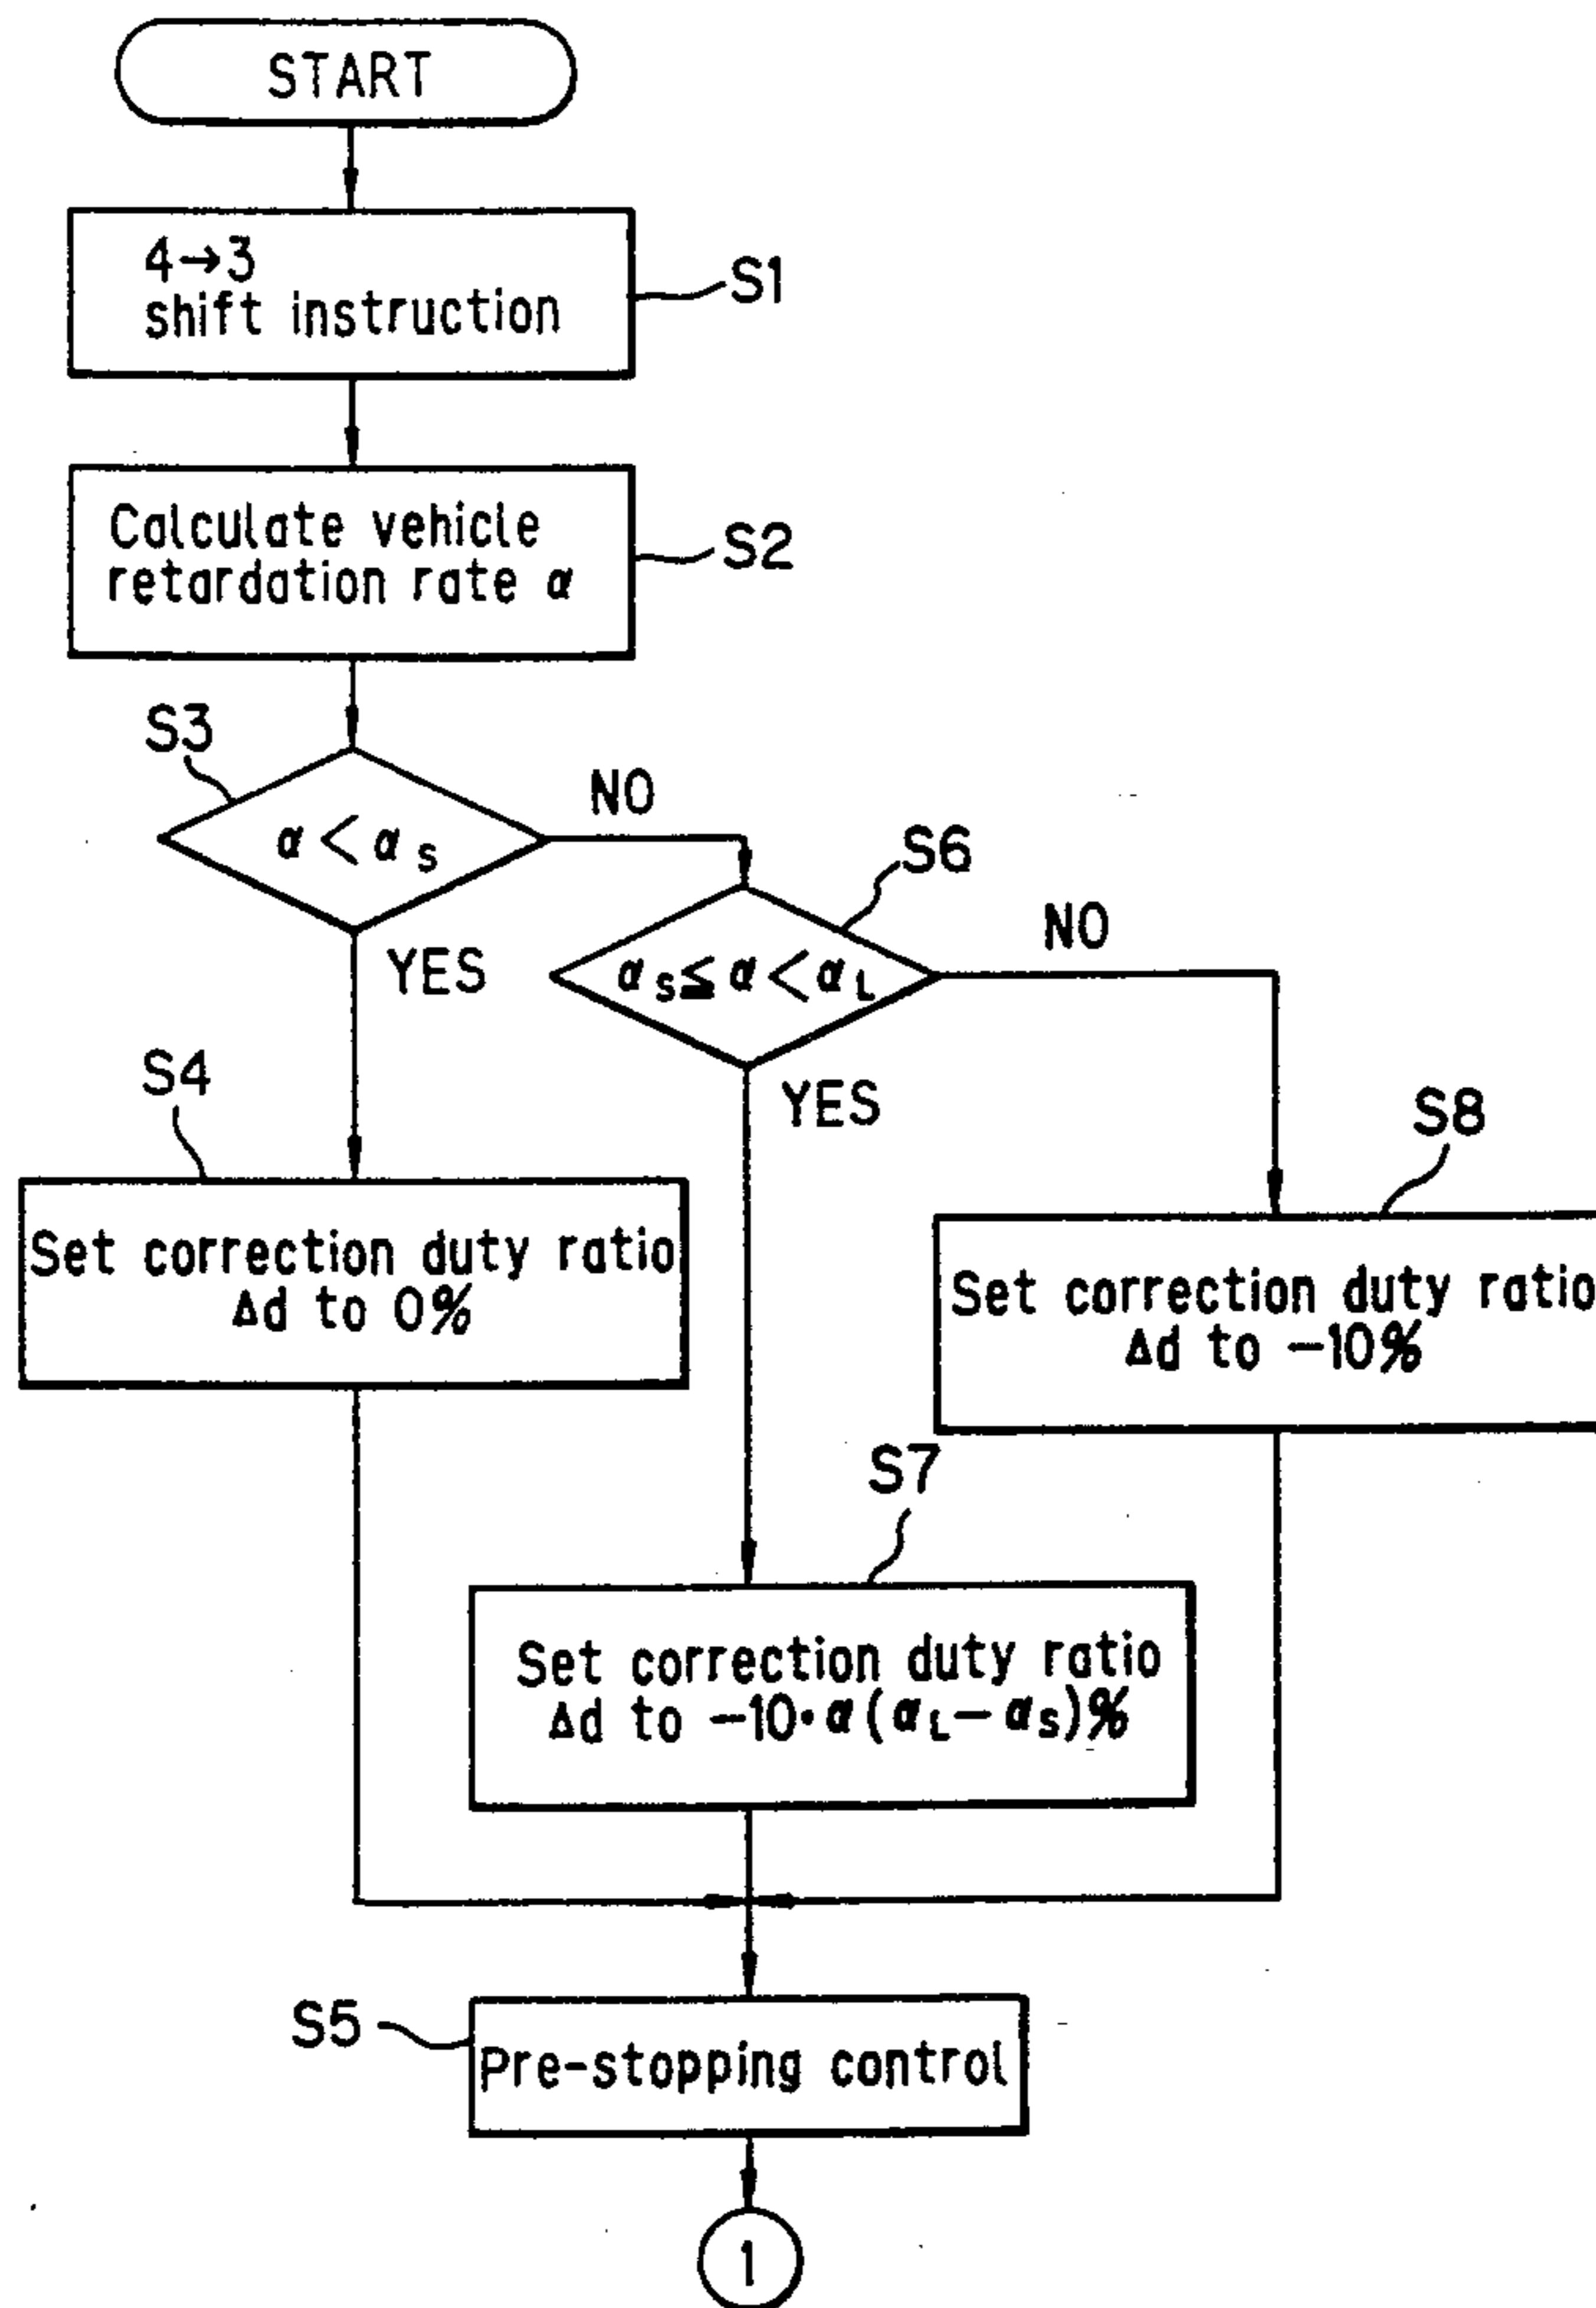 START
4→3
shift instruction
S1
Calculate vehicle
retardation rate α
S2
S3
α < αs
NO
YES
S6
αs ≦ α < αL
NO
YES
S4
Set correction duty ratio
Δd to 0%
S8
Set correction duty ratio
Δd to −10%
S7
Set correction duty ratio
Δd to −10・α(αL−αs)%
S5
Pre-stopping control
1